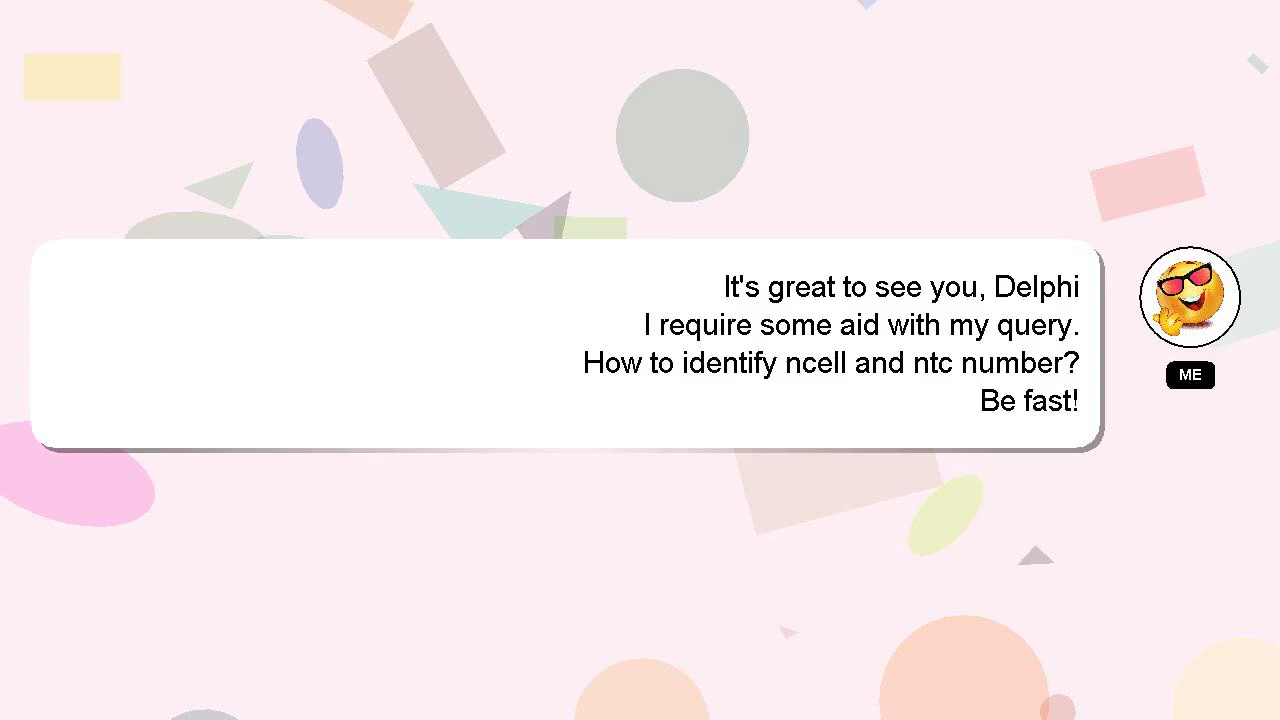 It's great to see you, Delphi
I require some aid with my query.
How to identify ncell and ntc number?
Be fast!
ME